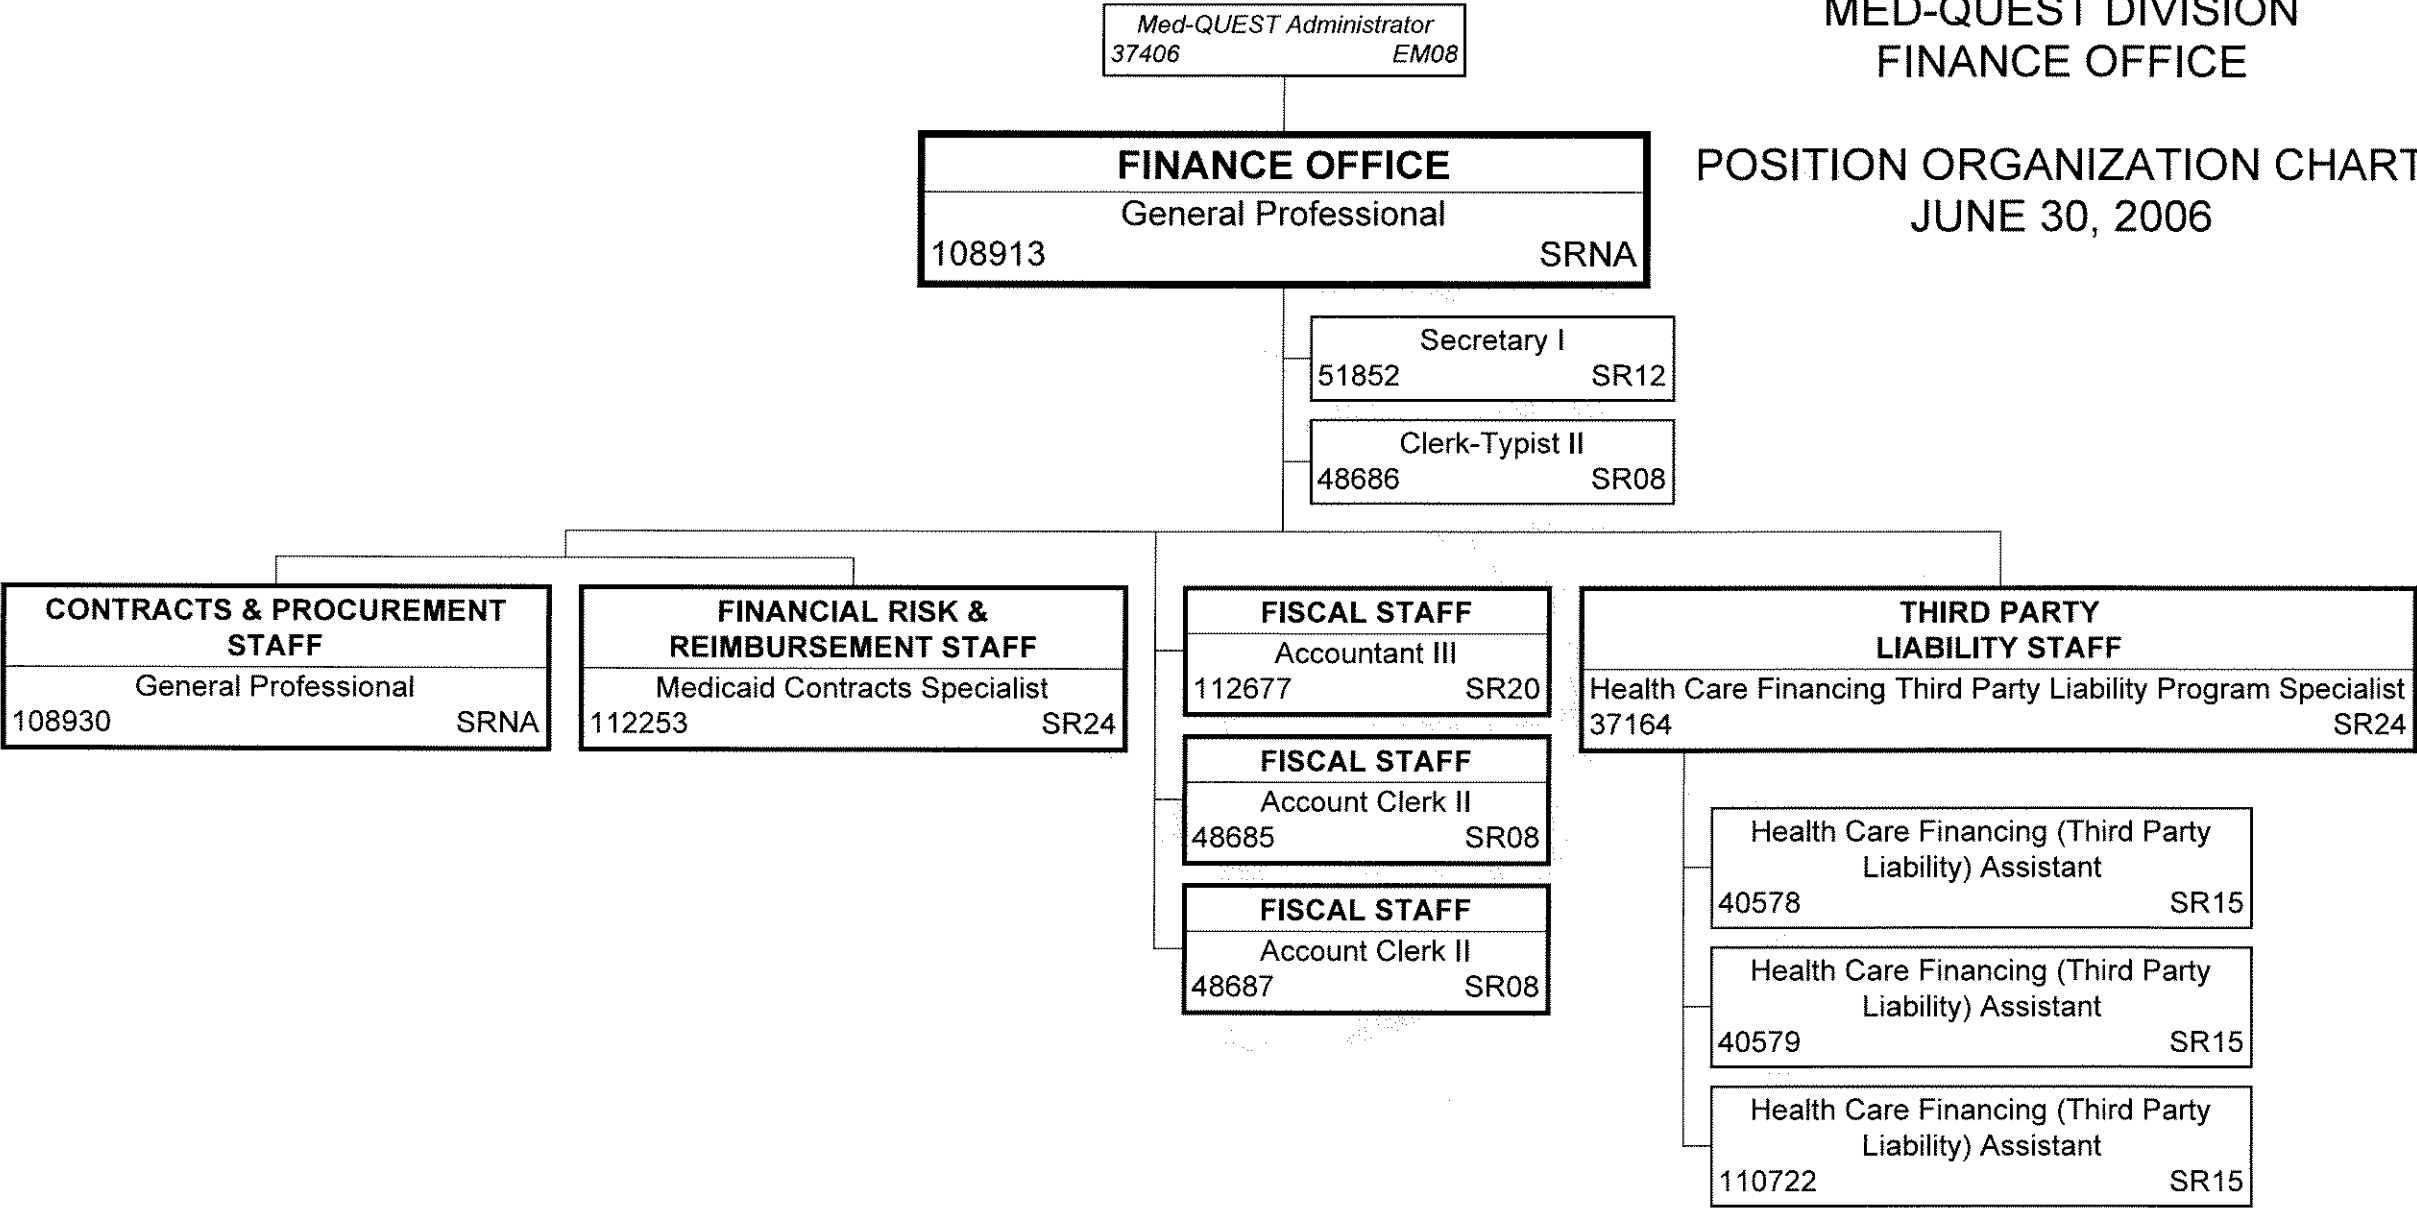 MED-QUEST DIVISION
FINANCE OFFICE
POSITION ORGANIZATION CHART
JUNE 30, 2006
Med-QUEST Administrator
37406 EM08
FINANCE OFFICE
General Professional
108913 SRNA
Secretary I
51852 SR12
Clerk-Typist II
48686 SR08
CONTRACTS & PROCUREMENT
STAFF
General Professional
108930 SRNA
FINANCIAL RISK &
REIMBURSEMENT STAFF
Medicaid Contracts Specialist
112253 SR24
FISCAL STAFF
Accountant III
112677 SR20
FISCAL STAFF
Account Clerk II
48685 SR08
FISCAL STAFF
Account Clerk II
48687 SR08
THIRD PARTY
LIABILITY STAFF
Health Care Financing Third Party Liability Program Specialist
37164 SR24
Health Care Financing (Third Party
Liability) Assistant
40578 SR15
Health Care Financing (Third Party
Liability) Assistant
40579 SR15
Health Care Financing (Third Party
Liability) Assistant
110722 SR15